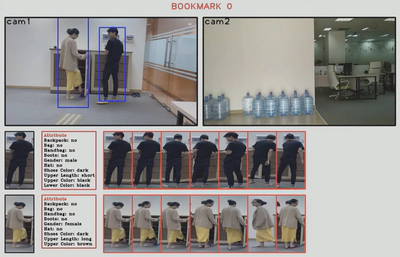 BOOKMARK 0
cam1
cam2
Attribute
Backpack: no
Bag: no
Handbag: no
Boots: no
Gender: male
Hat: no
Shoes Color: dark
Upper Length: short
Upper Color: black
Lower Color: black
Attribute
Backpack: no
Bag: no
Handbag: no
Boots: no
Gender: female
Hat: no
Shoes Color: dark
Upper Length: long
Upper Color: brown